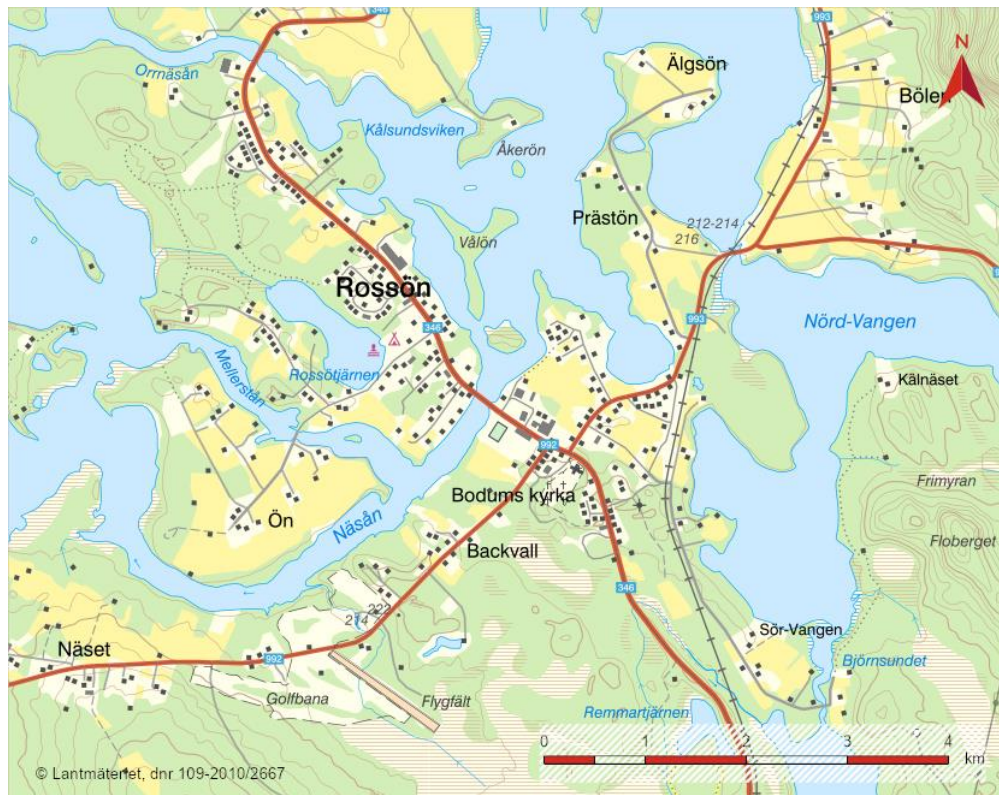 346
993
N
Älgsön
Ormåsån
Bölen
Kålsundsviken
Åkerön
Prästön
212-214
216
Vålön
Rossön
346
993
Nörd-Vangen
Mellerstån
Rossötjärnen
Kälnäset
992
Frimyran
Bodums kyrka
Ön
Näsån
Backvall
Floberget
346
222
214
Sör-Vangen
Näset
992
Björnsundet
Golfbana
Flygfält
Remmartjärnen
0 1 2 3 4
km
© Lantmäteriet, dnr 109-2010/2667